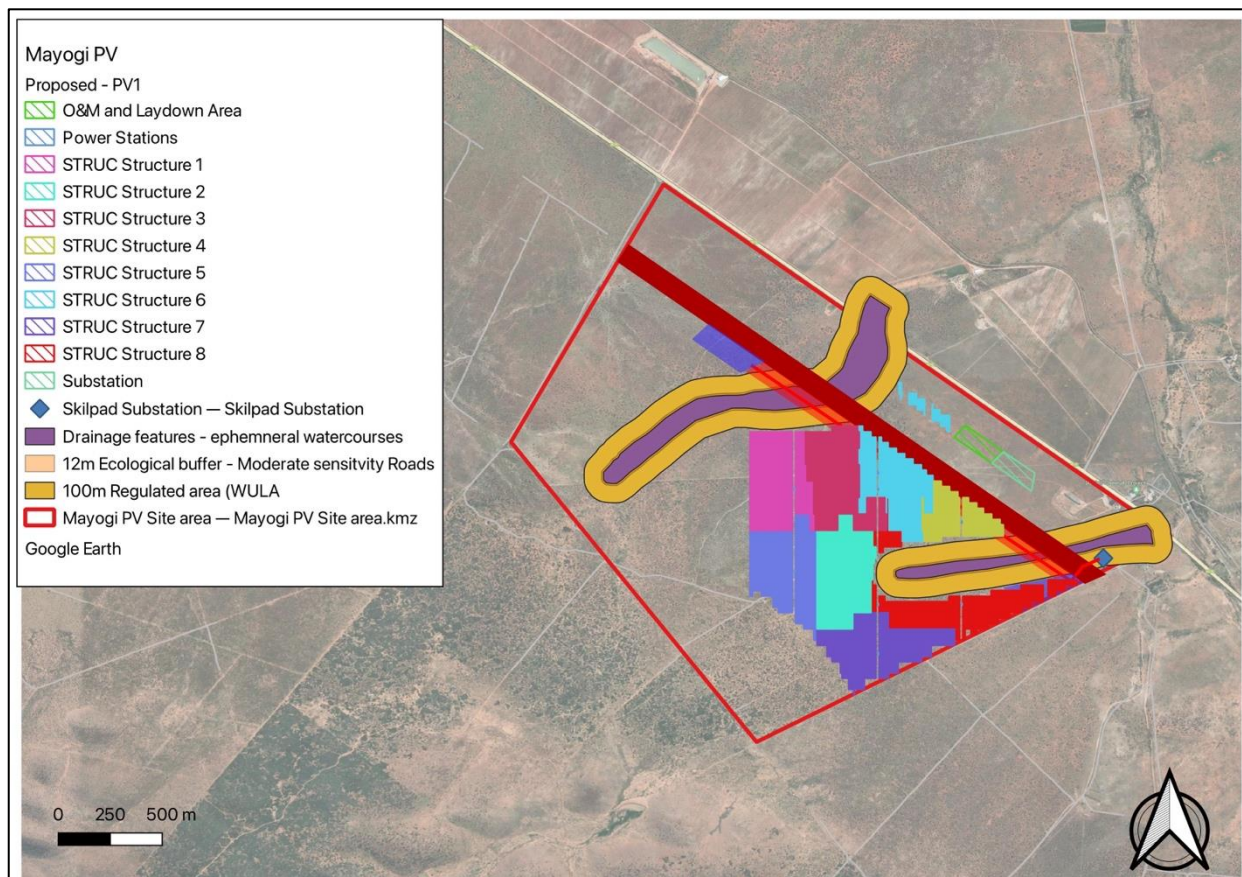 Mayogi PV
Proposed - PV1
O&M and Laydown Area
Power Stations
STRUC Structure 1
STRUC Structure 2
STRUC Structure 3
STRUC Structure 4
STRUC Structure 5
STRUC Structure 6
STRUC Structure 7
STRUC Structure 8
Substation
Skilpad Substation — Skilpad Substation
Drainage features - ephemneral watercourses
12m Ecological buffer - Moderate sensitvity Roads
100m Regulated area (WULA
Mayogi PV Site area — Mayogi PV Site area.kmz
Google Earth
0 250 500 m